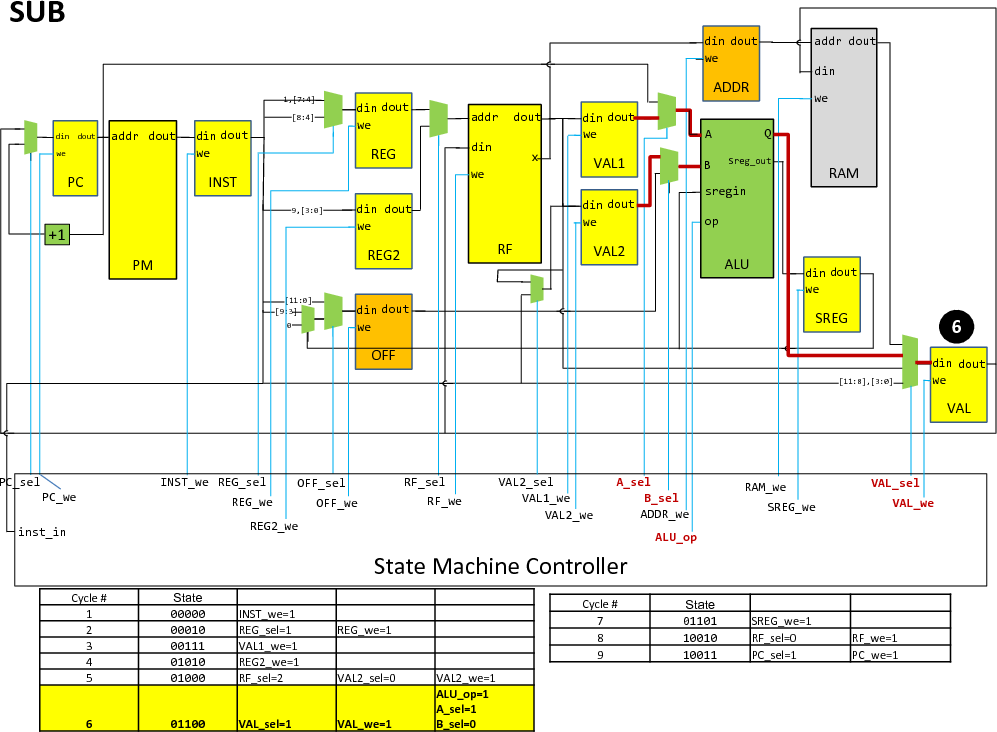 SUB
din dout
we
PC
addr dout
PM
din dout
we
INST
1,[7:4]
[8:4]
din dout
we
REG
9,[3:0]
din dout
we
REG2
[11:0]
0
din dout
we
OFF
addr dout
din
we
x
RF
din dout
we
VAL1
din dout
we
VAL2
din dout
we
ADDR
A Q
B
Sreg_out
sregin
op
ALU
addr dout
din
we
RAM
din dout
we
SREG
6
din dout
we
VAL
[11:8],[3:0]
+1
PC_sel
PC_we
INST_we
REG_sel
REG_we
REG2_we
OFF_sel
OFF_we
RF_sel
RF_we
VAL2_sel
VAL1_we
VAL2_we
A_sel
B_sel
ADDR_we
ALU_op
RAM_we
SREG_we
VAL_sel
VAL_we
inst_in
State Machine Controller
Cycle # State
1 00000 INST_we=1
2 00010 REG_sel=1 REG_we=1
3 00111 VAL1_we=1
4 01010 REG2_we=1
5 01000 RF_sel=2 VAL2_sel=0 VAL2_we=1
ALU_op=1
A_sel=1
6 01100 VAL_sel=1 VAL_we=1 B_sel=0
Cycle # State
7 01101 SREG_we=1
8 10010 RF_sel=0 RF_we=1
9 10011 PC_sel=1 PC_we=1